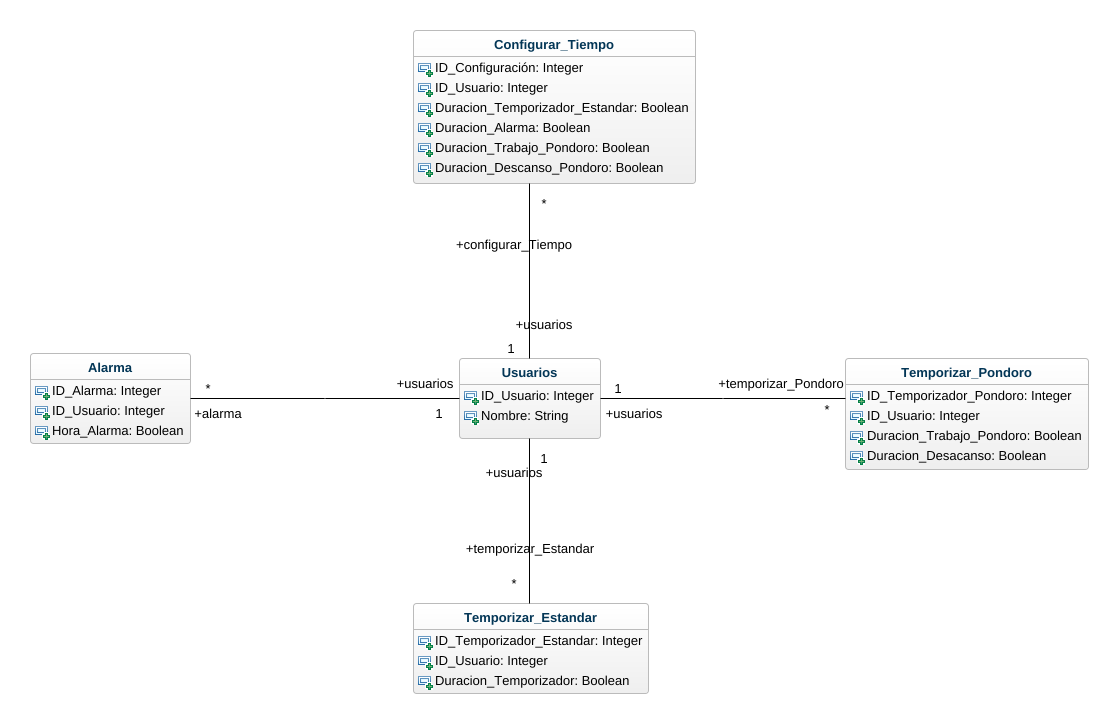 Configurar_Tiempo
ID_Configuración: Integer
ID_Usuario: Integer
Duracion_Temporizador_Estandar: Boolean
Duracion_Alarma: Boolean
Duracion_Trabajo_Pondoro: Boolean
Duracion_Descanso_Pondoro: Boolean
*
+configurar_Tiempo
+usuarios
1
Alarma
ID_Alarma: Integer
ID_Usuario: Integer
Hora_Alarma: Boolean
*
+alarma
+usuarios
1
Usuarios
ID_Usuario: Integer
Nombre: String
1
+usuarios
+temporizar_Pondoro
*
Temporizar_Pondoro
ID_Temporizador_Pondoro: Integer
ID_Usuario: Integer
Duracion_Trabajo_Pondoro: Boolean
Duracion_Desacanso: Boolean
1
+usuarios
+temporizar_Estandar
*
Temporizar_Estandar
ID_Temporizador_Estandar: Integer
ID_Usuario: Integer
Duracion_Temporizador: Boolean